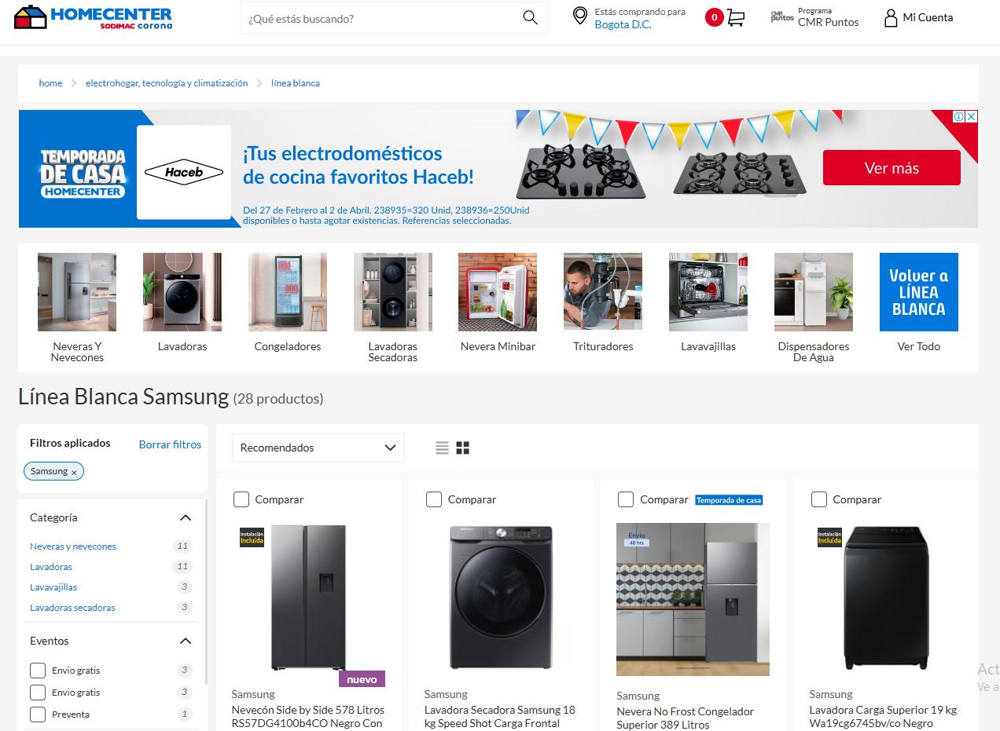 HOMECENTER
SODIMAC corona
¿Qué estás buscando?
Estás comprando para
Bogota D.C.
0
CMR
puntos
Programa
CMR Puntos
Mi Cuenta
home
electrohogar, tecnología y climatización
línea blanca
TEMPORADA
DE CASA
HOMECENTER
Haceb
¡Tus electrodomésticos
de cocina favoritos Haceb!
Del 27 de Febrero al 2 de Abril. 238935=320 Unid, 238936=250Unid
disponibles o hasta agotar existencias. Referencias seleccionadas.
Ver más
Neveras Y
Nevecones
Lavadoras
Congeladores
Lavadoras
Secadoras
Nevera Minibar
Trituradores
Lavavajillas
Dispensadores
De Agua
Volver a
LÍNEA
BLANCA
Ver Todo
Línea Blanca Samsung (28 productos)
Filtros aplicados
Borrar filtros
Samsung ×
Categoría
Neveras y nevecones 11
Lavadoras 11
Lavavajillas 3
Lavadoras secadoras 3
Eventos
Envio gratis 3
Envio gratis 3
Preventa 1
Recomendados
Comparar
Instalación
Incluida
nuevo
Samsung
Nevecón Side by Side 578 Litros
RS57DG4100b4CO Negro Con
Comparar
Samsung
Lavadora Secadora Samsung 18
kg Speed Shot Carga Frontal
Comparar
Temporada de casa
Envío
48 hrs
Samsung
Nevera No Frost Congelador
Superior 389 Litros
Comparar
Instalación
Incluida
Samsung
Lavadora Carga Superior 19 kg
Wa19cg6745bv/co Negro
Act
Ve a